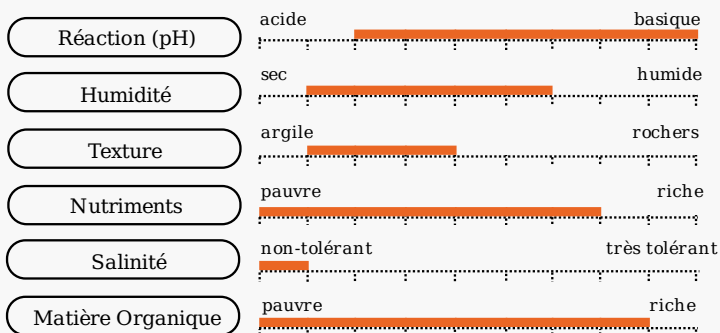 Réaction (pH)
acide basique
Humidité
sec humide
Texture
argile rochers
Nutriments
pauvre riche
Salinité
non-tolérant très tolérant
Matière Organique
pauvre riche